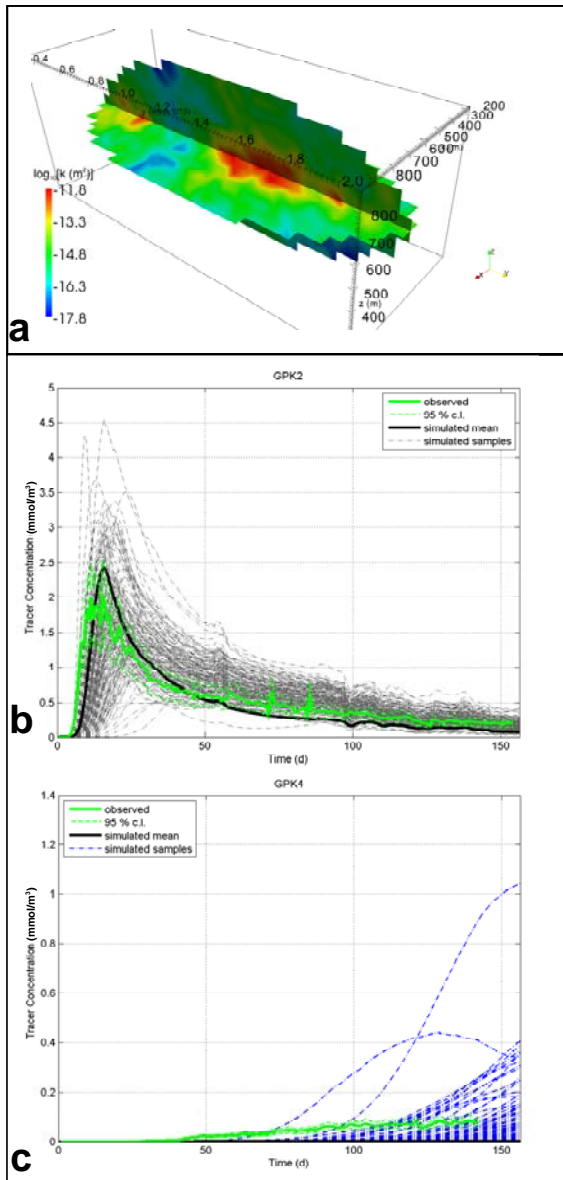 0.4
0.6
0.8
1.0
1.2
1.4
1.6
1.8
2.0
200
300
400
500
600
700
800
800
700
600
500
400
z (m)
log₁₀[k (m²)]
-11.8
-13.3
-14.8
-16.3
-17.8
x
y
z
a
GPK2
observed
95 % c.l.
simulated mean
simulated samples
Tracer Concentration (mmol/m³)
5
4.5
4
3.5
3
2.5
2
1.5
1
0.5
0
0
50
100
150
Time (d)
b
GPK4
observed
95 % c.l.
simulated mean
simulated samples
Tracer Concentration (mmol/m³)
1.4
1.2
1
0.8
0.6
0.4
0.2
0
0
50
100
150
Time (d)
c